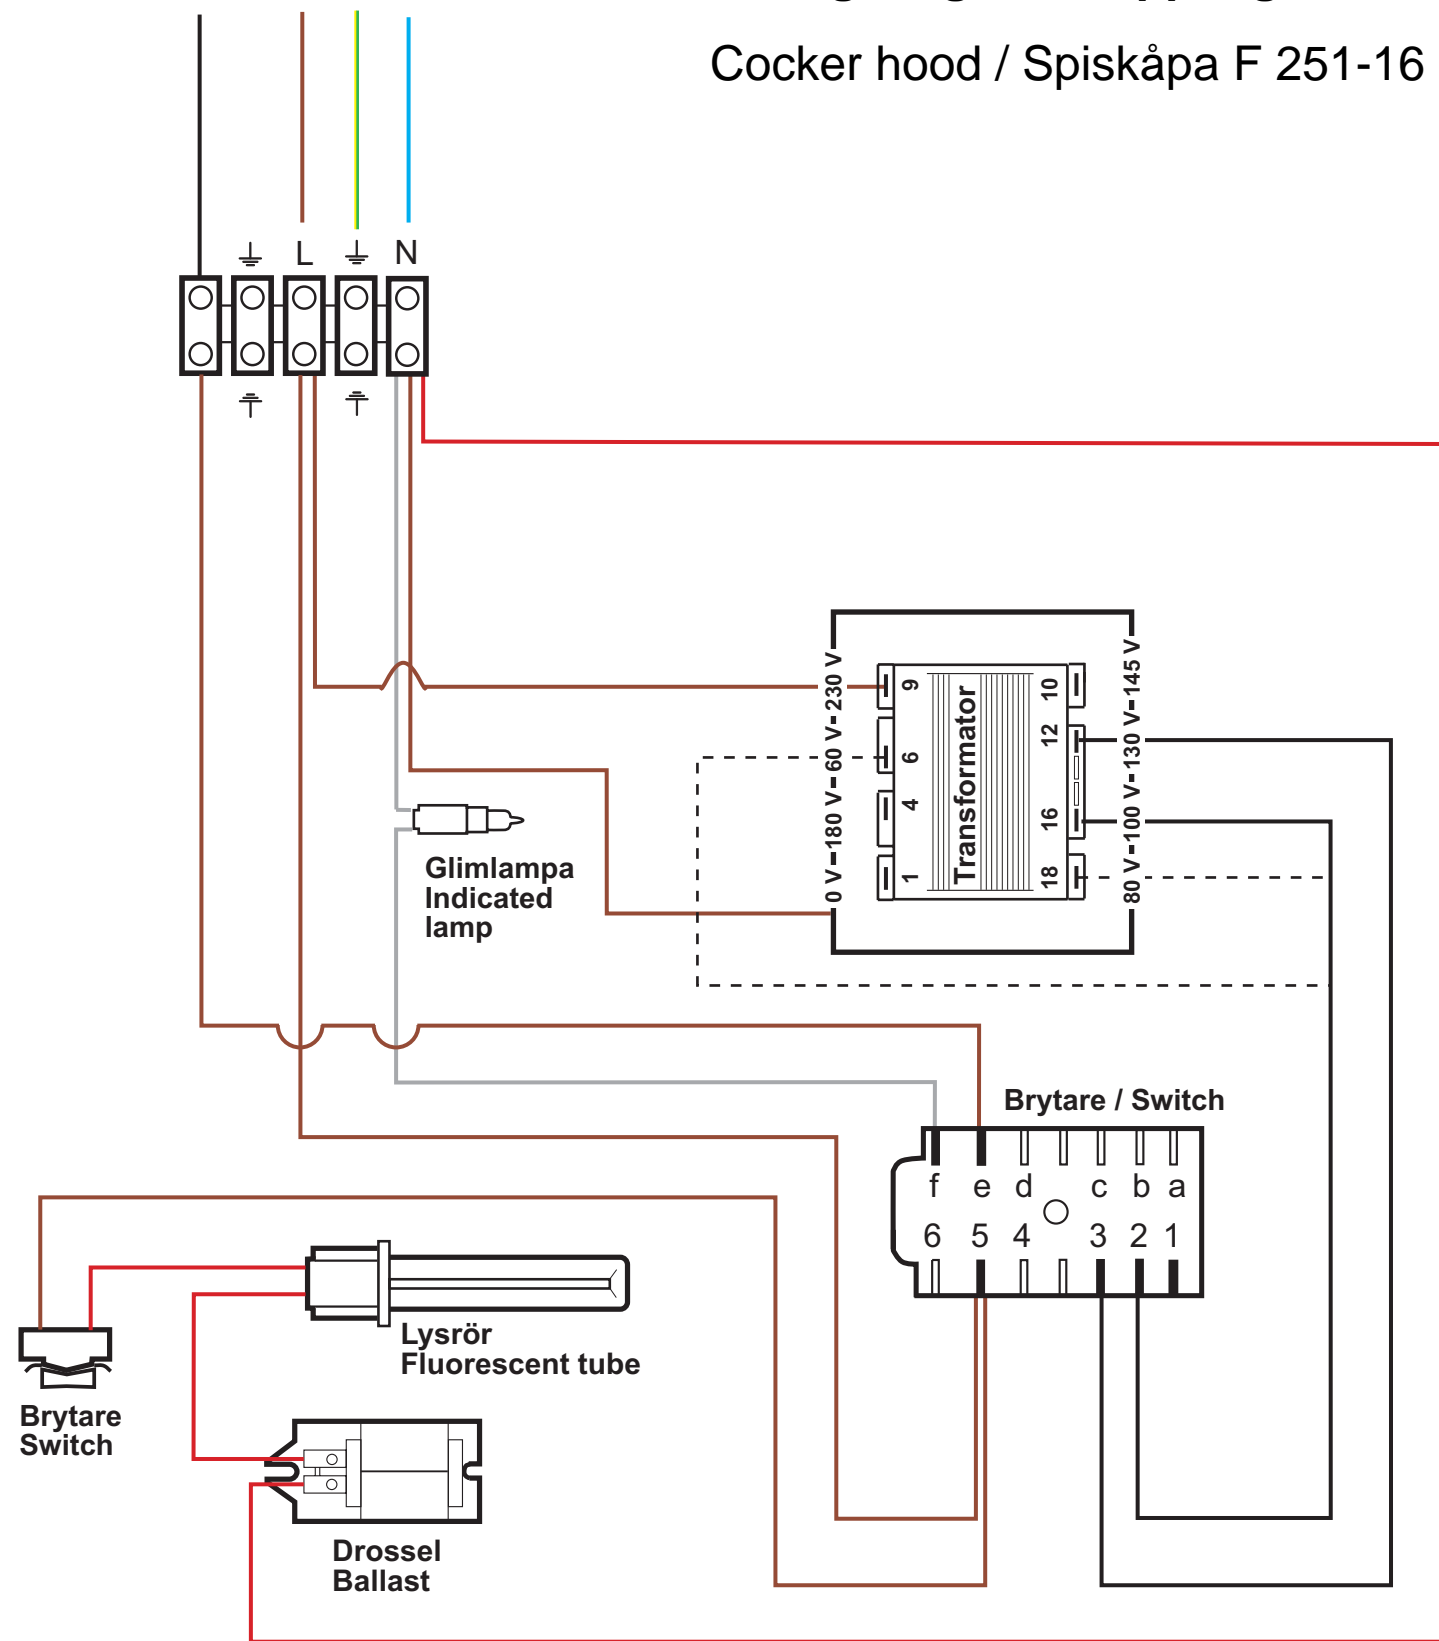 Cocker hood / Spiskåpa F 251-16
L
N
230 V
60 V
180 V
0 V
145 V
130 V
100 V
80 V
9
6
4
1
Transformator
10
12
16
18
Glimlampa
Indicated
lamp
Brytare / Switch
f e d c b a
6 5 4 3 2 1
Lysrör
Fluorescent tube
Brytare
Switch
Drossel
Ballast